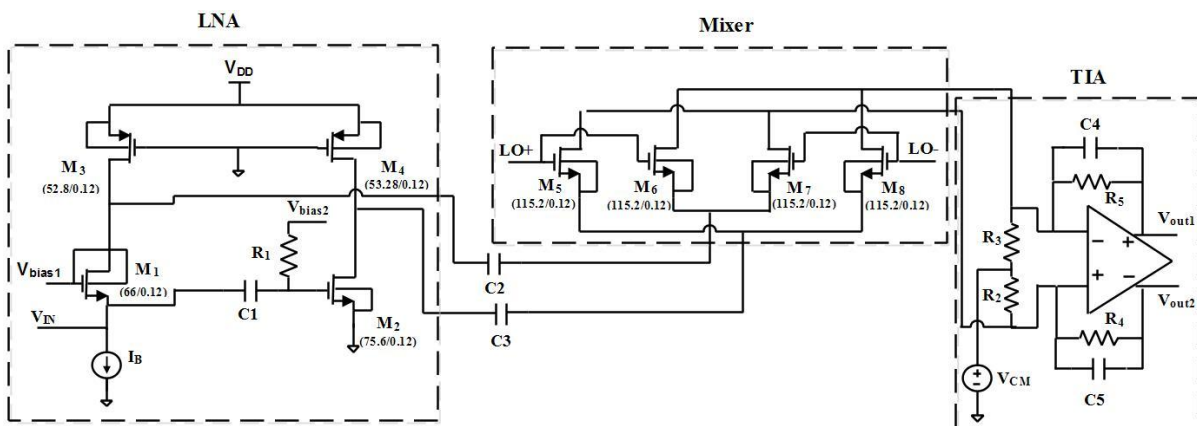 LNA
Mixer
TIA
VDD
M3
(52.8/0.12)
M4
(53.28/0.12)
Vbias1
M1
(66/0.12)
VIN
IB
C1
R1
Vbias2
M2
(75.6/0.12)
C2
C3
LO+
LO-
M5
(115.2/0.12)
M6
(115.2/0.12)
M7
(115.2/0.12)
M8
(115.2/0.12)
C4
R5
R3
R2
Vout1
Vout2
R4
C5
VCM